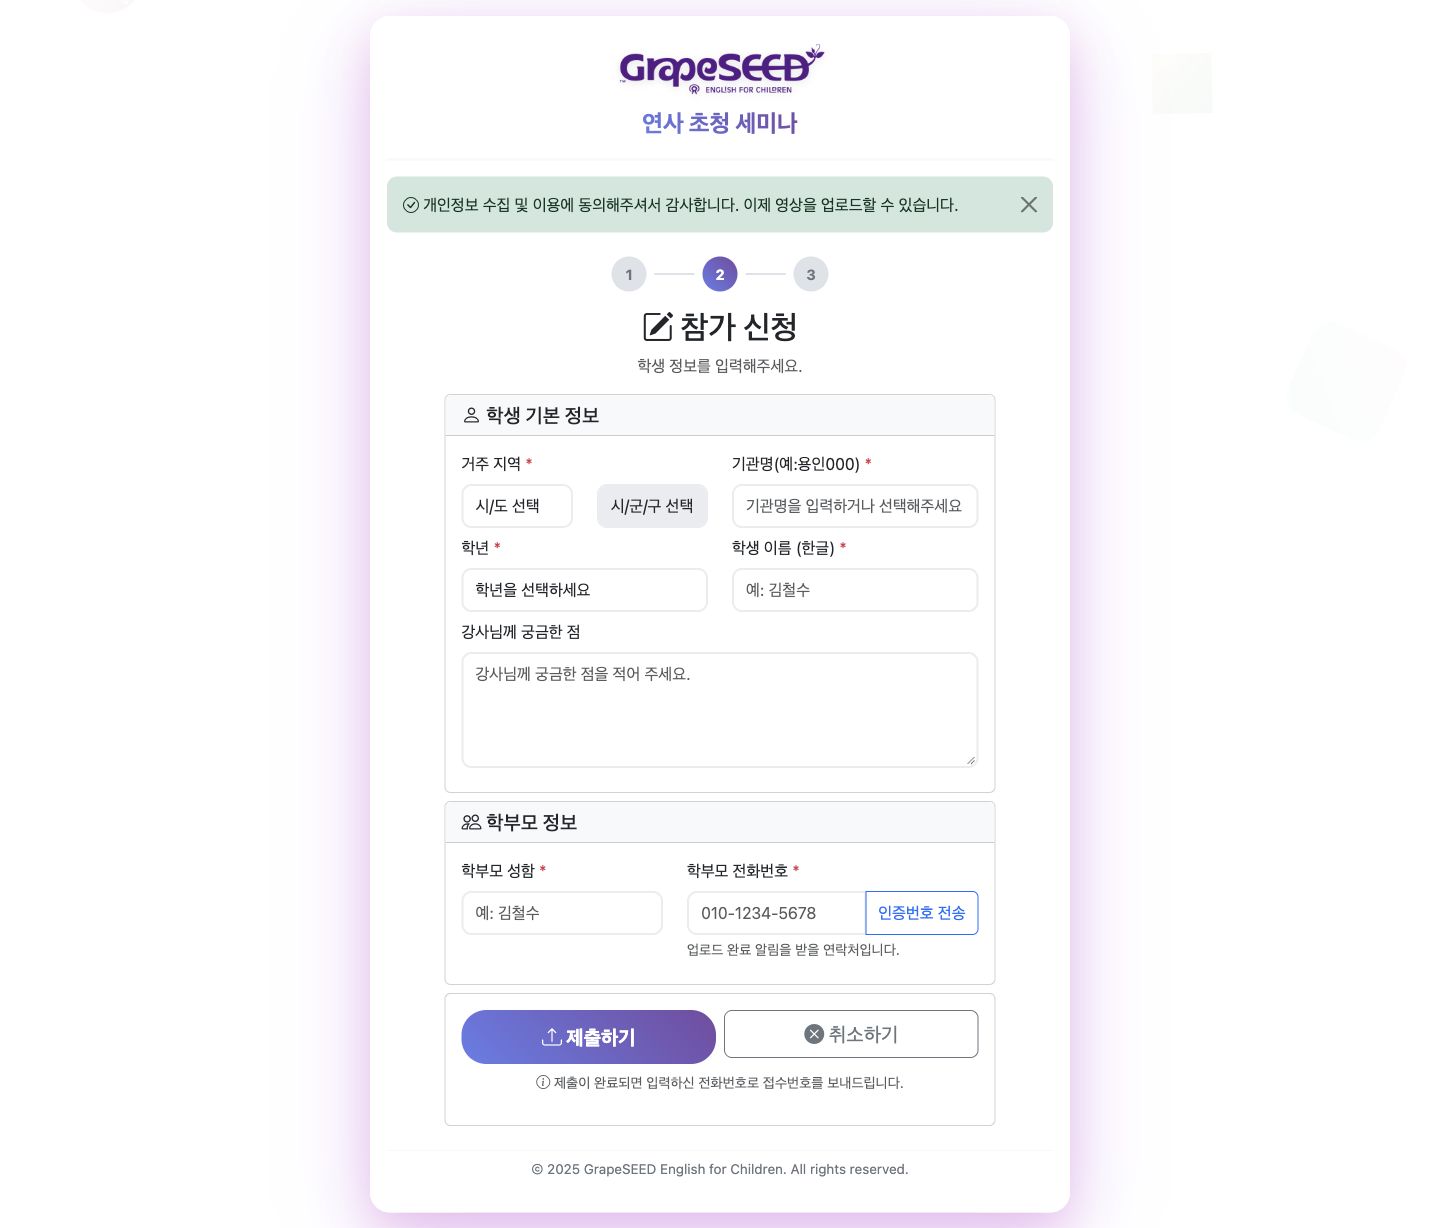 GrapeSEED
™ ENGLISH FOR CHILDREN
연사 초청 세미나
개인정보 수집 및 이용에 동의해주셔서 감사합니다. 이제 영상을 업로드할 수 있습니다.
1 2 3
참가 신청
학생 정보를 입력해주세요.
학생 기본 정보
거주 지역 * 기관명(예:용인000) *
시/도 선택 시/군/구 선택 기관명을 입력하거나 선택해주세요
학년 * 학생 이름 (한글) *
학년을 선택하세요 예: 김철수
강사님께 궁금한 점
강사님께 궁금한 점을 적어 주세요.
학부모 정보
학부모 성함 * 학부모 전화번호 *
예: 김철수 010-1234-5678 인증번호 전송
업로드 완료 알림을 받을 연락처입니다.
제출하기 취소하기
제출이 완료되면 입력하신 전화번호로 접수번호를 보내드립니다.
© 2025 GrapeSEED English for Children. All rights reserved.